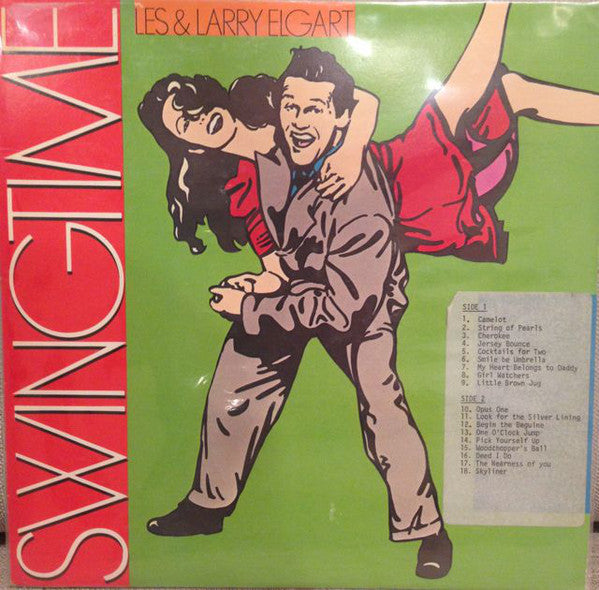 SWINGTIME
LES & LARRY ELGART
SIDE 1
1. Camelot
2. String of Pearls
3. Cherokee
4. Jersey Bounce
5. Cocktails for Two
6. Smile be Umbrella
7. My Heart Belongs to Daddy
8. Girl Watchers
9. Little Brown Jug
SIDE 2
10. Opus One
11. Look for the Silver Lining
12. Begin the Beguine
13. One O'Clock Jump
14. Pick Yourself Up
15. Woodchopper's Ball
16. Deed I Do
17. The Nearness of you
18. Skyliner